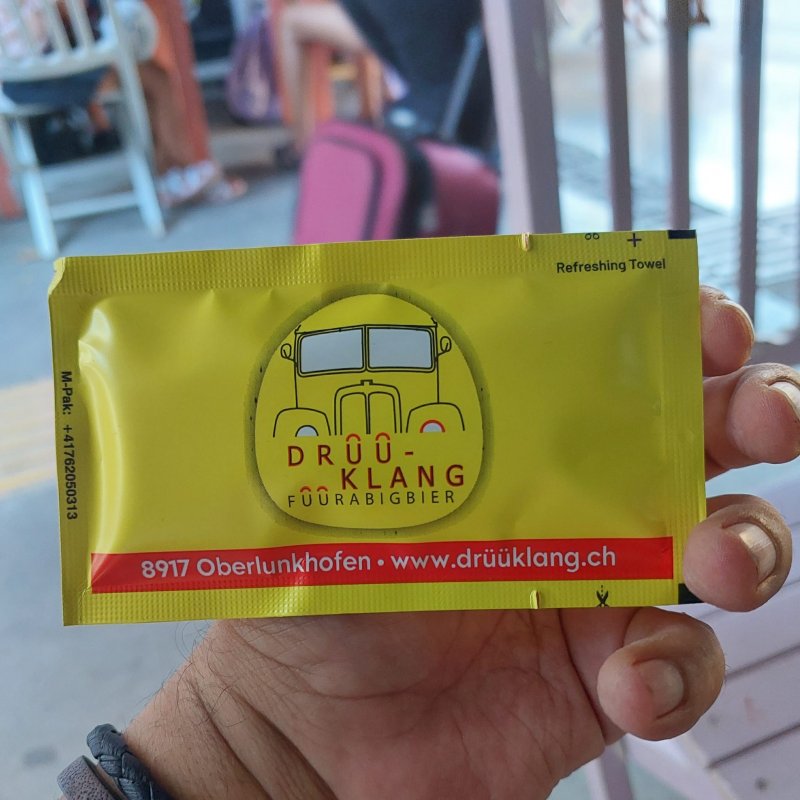 Refreshing Towel
M-Pak: +41762050313
DRÜÜ-
KLANG
FÜÜRABIGBIER
8917 Oberlunkhofen • www.drüüklang.ch